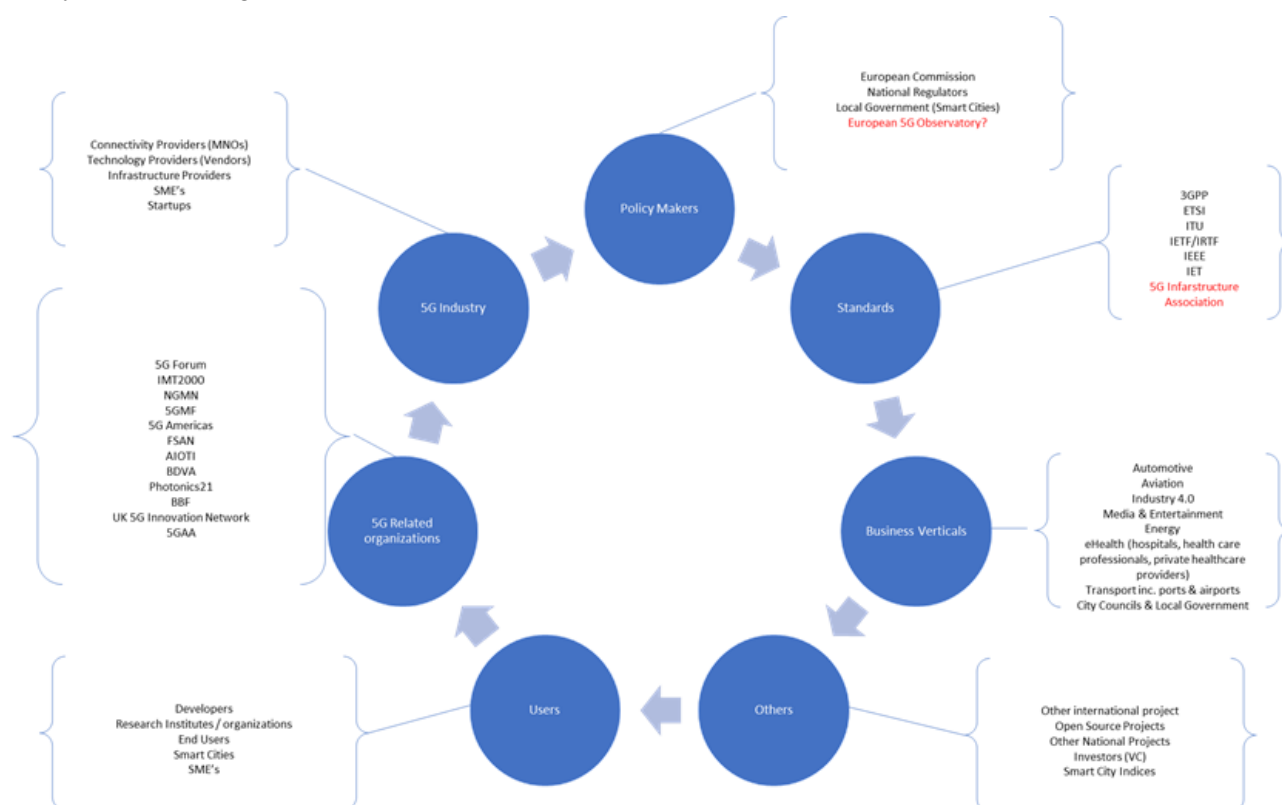 European Commission
National Regulators
Local Government (Smart Cities)
European 5G Observatory?
Policy Makers
3GPP
ETSI
ITU
IETF/IRTF
IEEE
IET
5G Infarstructure
Association
Standards
Automotive
Aviation
Industry 4.0
Media & Entertainment
Energy
eHealth (hospitals, health care
professionals, private healthcare
providers)
Transport inc. ports & airports
City Councils & Local Government
Business Verticals
Other international project
Open Source Projects
Other National Projects
Investors (VC)
Smart City Indices
Others
Developers
Research Institutes / organizations
End Users
Smart Cities
SME's
Users
5G Forum
IMT2000
NGMN
5GMF
5G Americas
FSAN
AIOTI
BDVA
Photonics21
BBF
UK 5G Innovation Network
5GAA
5G Related
organizations
Connectivity Providers (MNOs)
Technology Providers (Vendors)
Infrastructure Providers
SME's
Startups
5G Industry